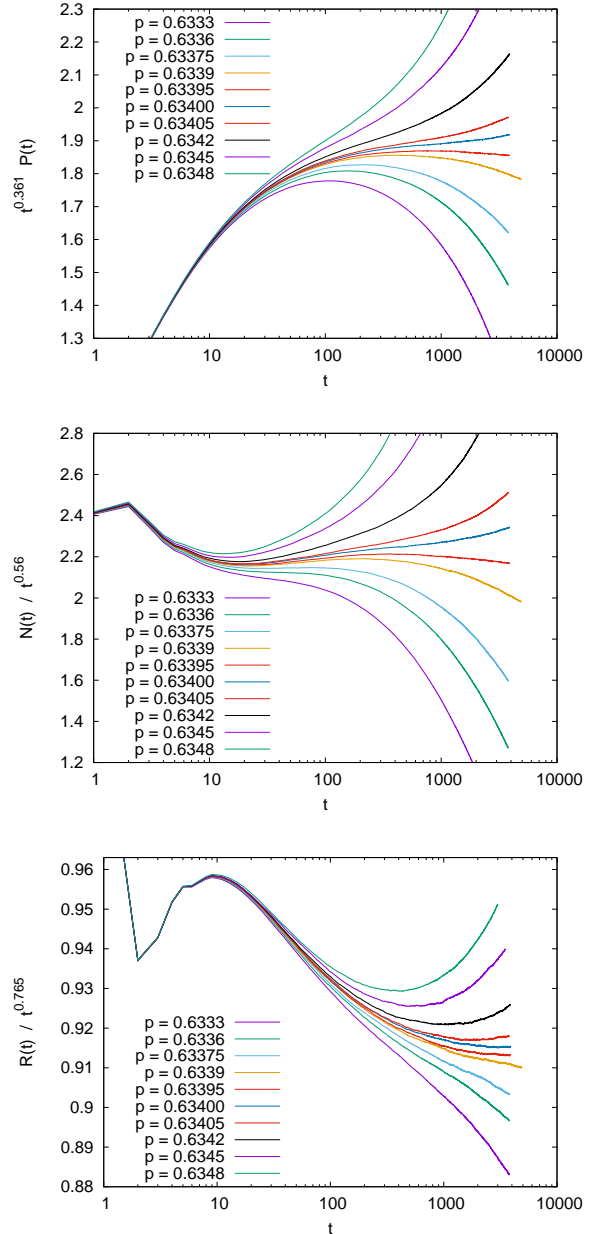 2.3
2.2
2.1
2
1.9
1.8
1.7
1.6
1.5
1.4
1.3
t^0.361 P(t)
p = 0.6333
p = 0.6336
p = 0.63375
p = 0.6339
p = 0.63395
p = 0.63400
p = 0.63405
p = 0.6342
p = 0.6345
p = 0.6348
1 10 100 1000 10000
t
2.8
2.6
2.4
2.2
2
1.8
1.6
1.4
1.2
N(t) / t^0.56
p = 0.6333
p = 0.6336
p = 0.63375
p = 0.6339
p = 0.63395
p = 0.63400
p = 0.63405
p = 0.6342
p = 0.6345
p = 0.6348
1 10 100 1000 10000
t
0.96
0.95
0.94
0.93
0.92
0.91
0.9
0.89
0.88
R(t) / t^0.765
p = 0.6333
p = 0.6336
p = 0.63375
p = 0.6339
p = 0.63395
p = 0.63400
p = 0.63405
p = 0.6342
p = 0.6345
p = 0.6348
1 10 100 1000 10000
t